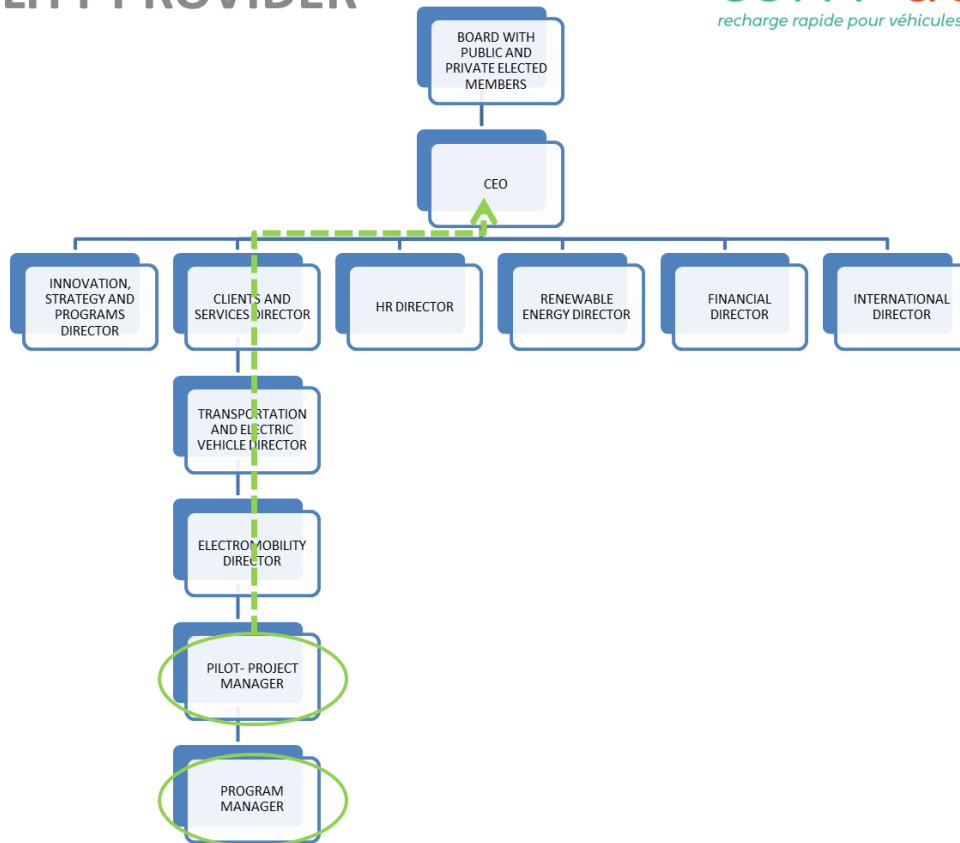 PROVIDER
recharge rapide pour véhicules
BOARD WITH
PUBLIC AND
PRIVATE ELECTED
MEMBERS
CEO
INNOVATION,
STRATEGY AND
PROGRAMS
DIRECTOR
CLIENTS AND
SERVICES DIRECTOR
HR DIRECTOR
RENEWABLE
ENERGY DIRECTOR
FINANCIAL
DIRECTOR
INTERNATIONAL
DIRECTOR
TRANSPORTATION
AND ELECTRIC
VEHICLE DIRECTOR
ELECTROMOBILITY
DIRECTOR
PILOT- PROJECT
MANAGER
PROGRAM
MANAGER